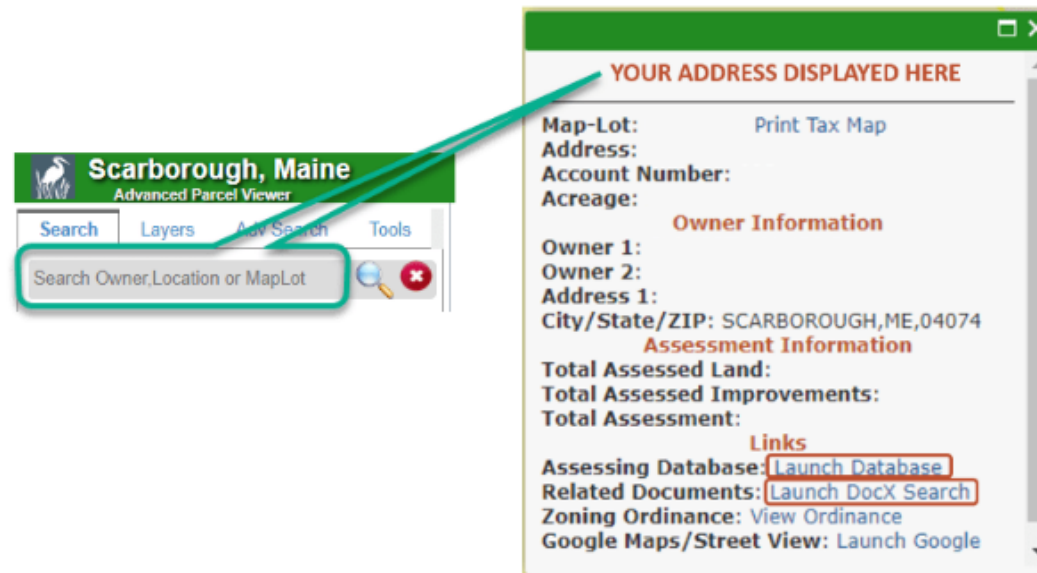 Scarborough, Maine
Advanced Parcel Viewer
Search Layers Adv Search Tools
Search Owner,Location or MapLot
YOUR ADDRESS DISPLAYED HERE
Map-Lot: Print Tax Map
Address:
Account Number:
Acreage:
Owner Information
Owner 1:
Owner 2:
Address 1:
City/State/ZIP: SCARBOROUGH,ME,04074
Assessment Information
Total Assessed Land:
Total Assessed Improvements:
Total Assessment:
Links
Assessing Database: Launch Database
Related Documents: Launch DocX Search
Zoning Ordinance: View Ordinance
Google Maps/Street View: Launch Google